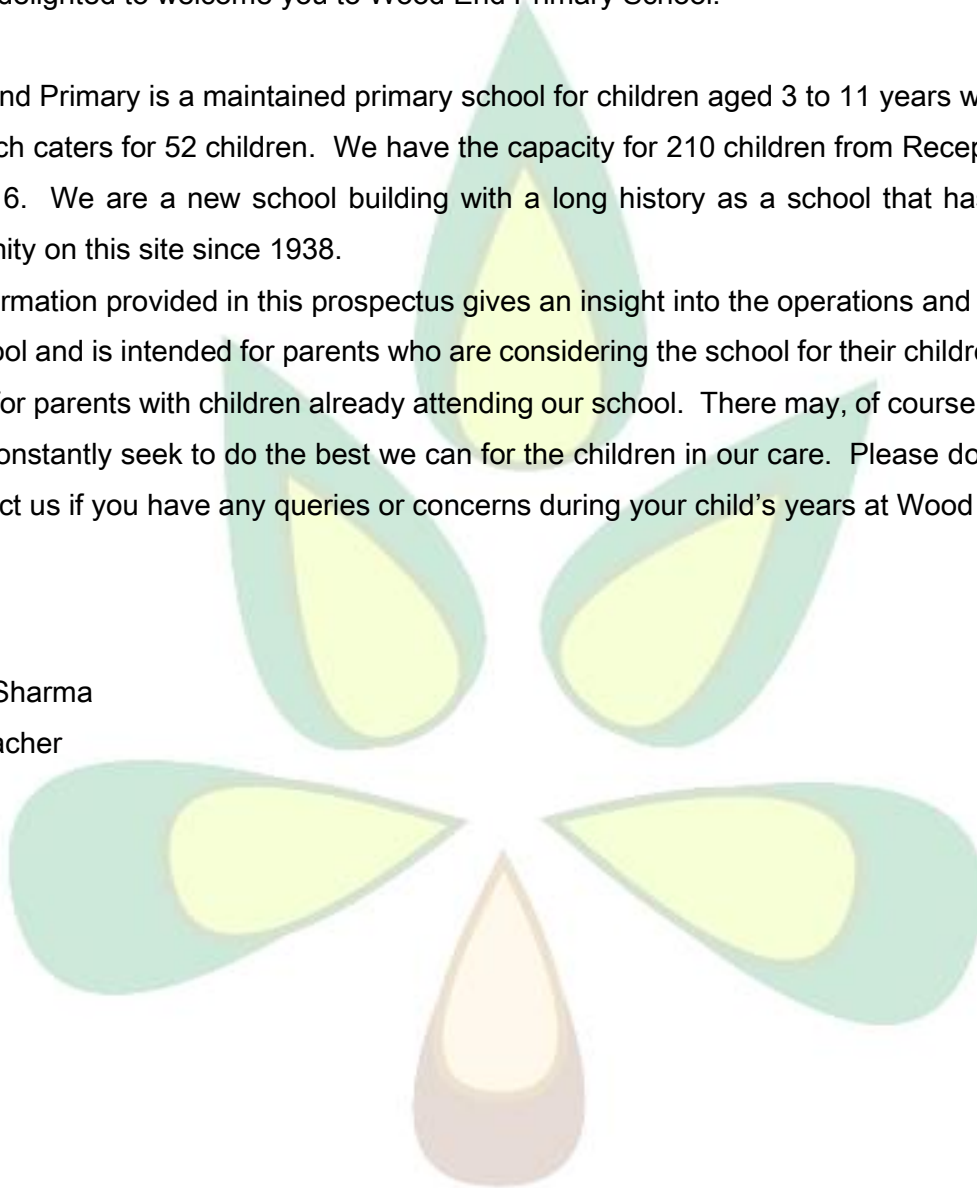 delighted to welcome you to Wood End Primary School.
nd Primary is a maintained primary school for children aged 3 to 11 years w
ch caters for 52 children. We have the capacity for 210 children from Recep
6. We are a new school building with a long history as a school that has
nity on this site since 1938.
rmation provided in this prospectus gives an insight into the operations and
ool and is intended for parents who are considering the school for their childre
for parents with children already attending our school. There may, of course
onstantly seek to do the best we can for the children in our care. Please do
ct us if you have any queries or concerns during your child’s years at Wood
Sharma
acher